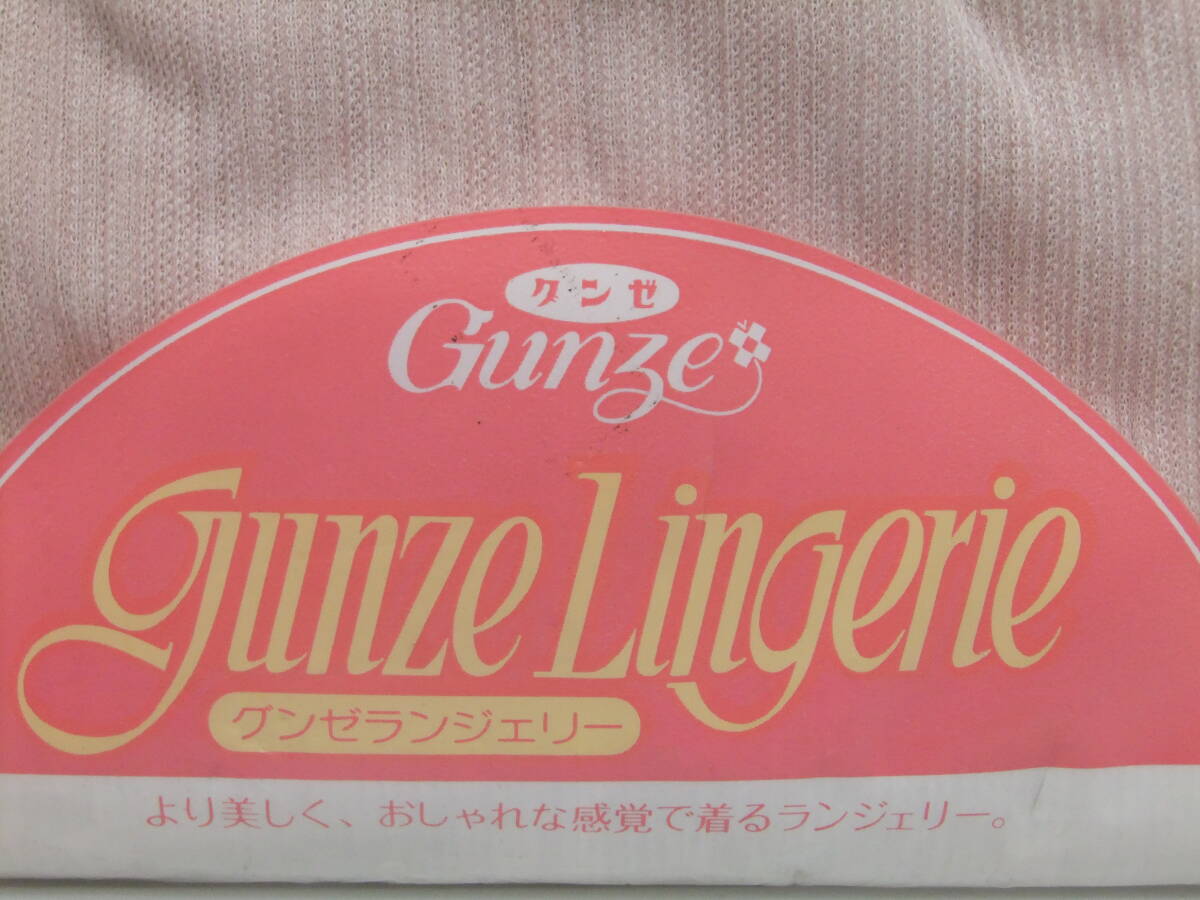 グンゼ
Gunze
gunze Lingerie
グンゼランジェリー
より美しく、おしゃれな感覚で着るランジェリー。